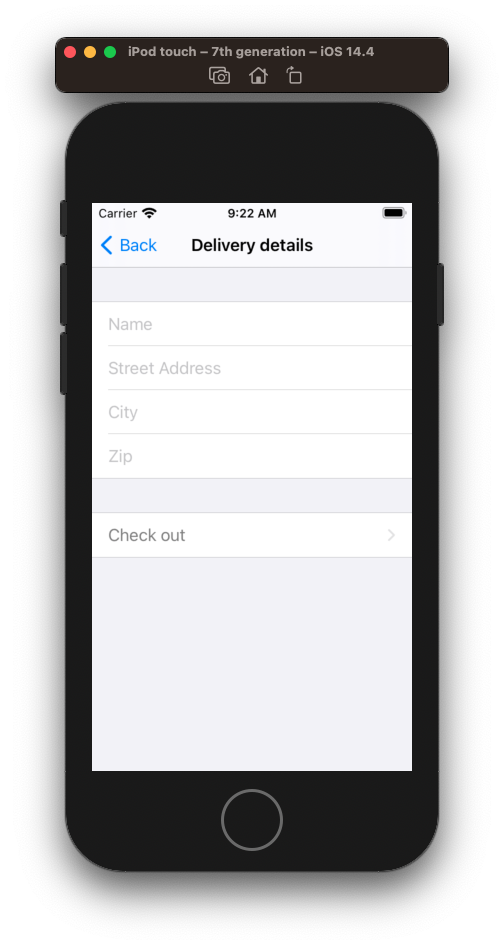 iPod touch – 7th generation – iOS 14.4
Carrier 9:22 AM
Back Delivery details
Name
Street Address
City
Zip
Check out